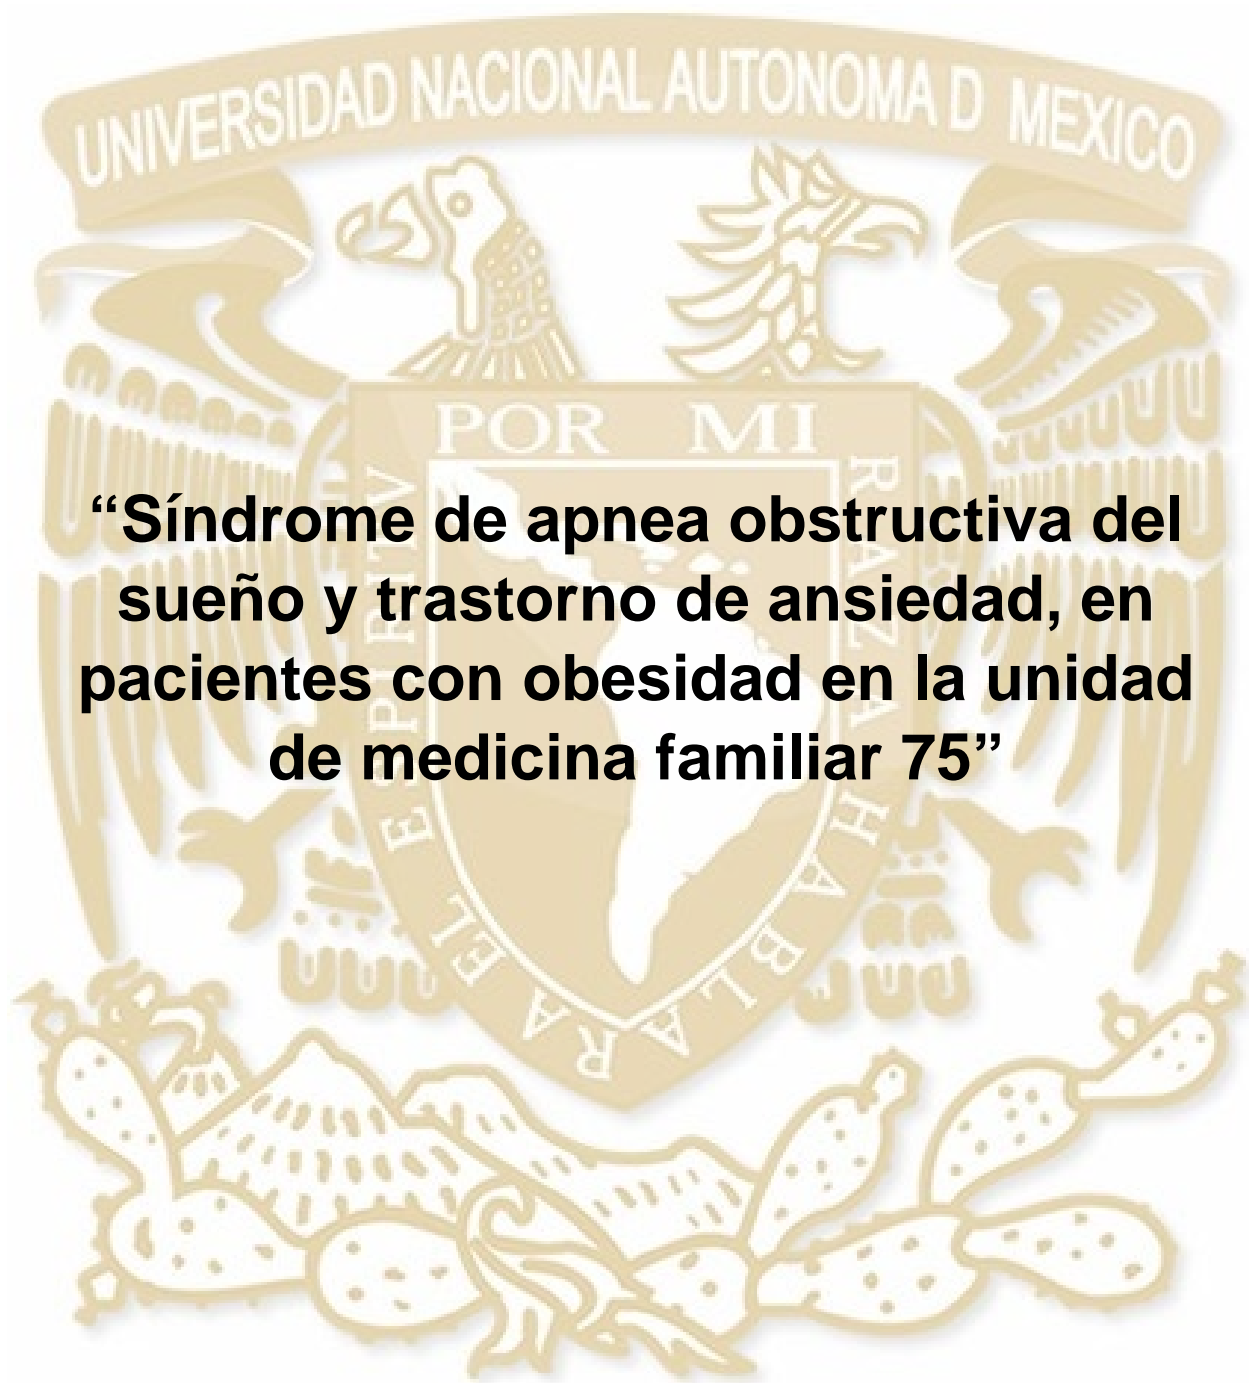 UNIVERSIDAD NACIONAL AUTONOMA D MEXICO
POR MI
RAZA HABLARA
EL ESPIRITV
“Síndrome de apnea obstructiva del
sueño y trastorno de ansiedad, en
pacientes con obesidad en la unidad
de medicina familiar 75”